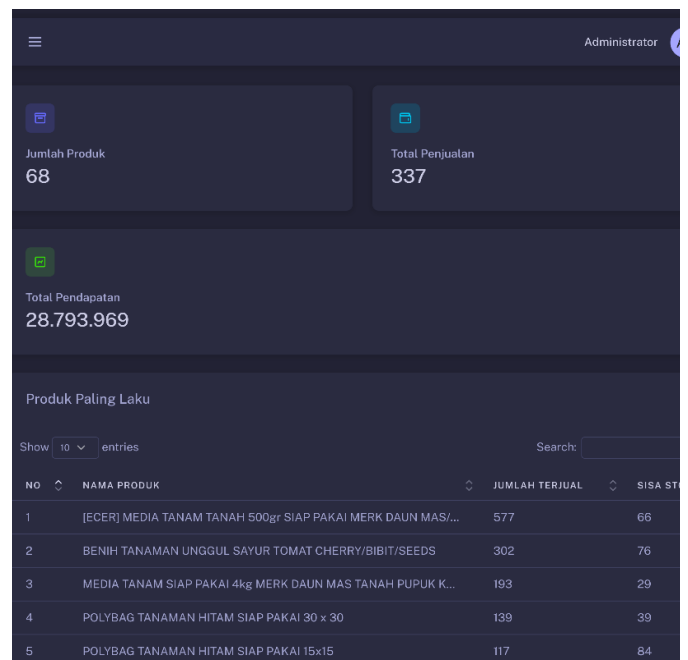 Administrator
Jumlah Produk
68
Total Penjualan
337
Total Pendapatan
28.793.969
Produk Paling Laku
Show 10 entries Search:
NO NAMA PRODUK JUMLAH TERJUAL SISA
1 [ECER] MEDIA TANAM TANAH 500gr SIAP PAKAI MERK DAUN MAS/... 577 66
2 BENIH TANAMAN UNGGUL SAYUR TOMAT CHERRY/BIBIT/SEEDS 302 76
3 MEDIA TANAM SIAP PAKAI 4kg MERK DAUN MAS TANAH PUPUK K... 193 29
4 POLYBAG TANAMAN HITAM SIAP PAKAI 30 x 30 139 39
5 POLYBAG TANAMAN HITAM SIAP PAKAI 15x15 117 84